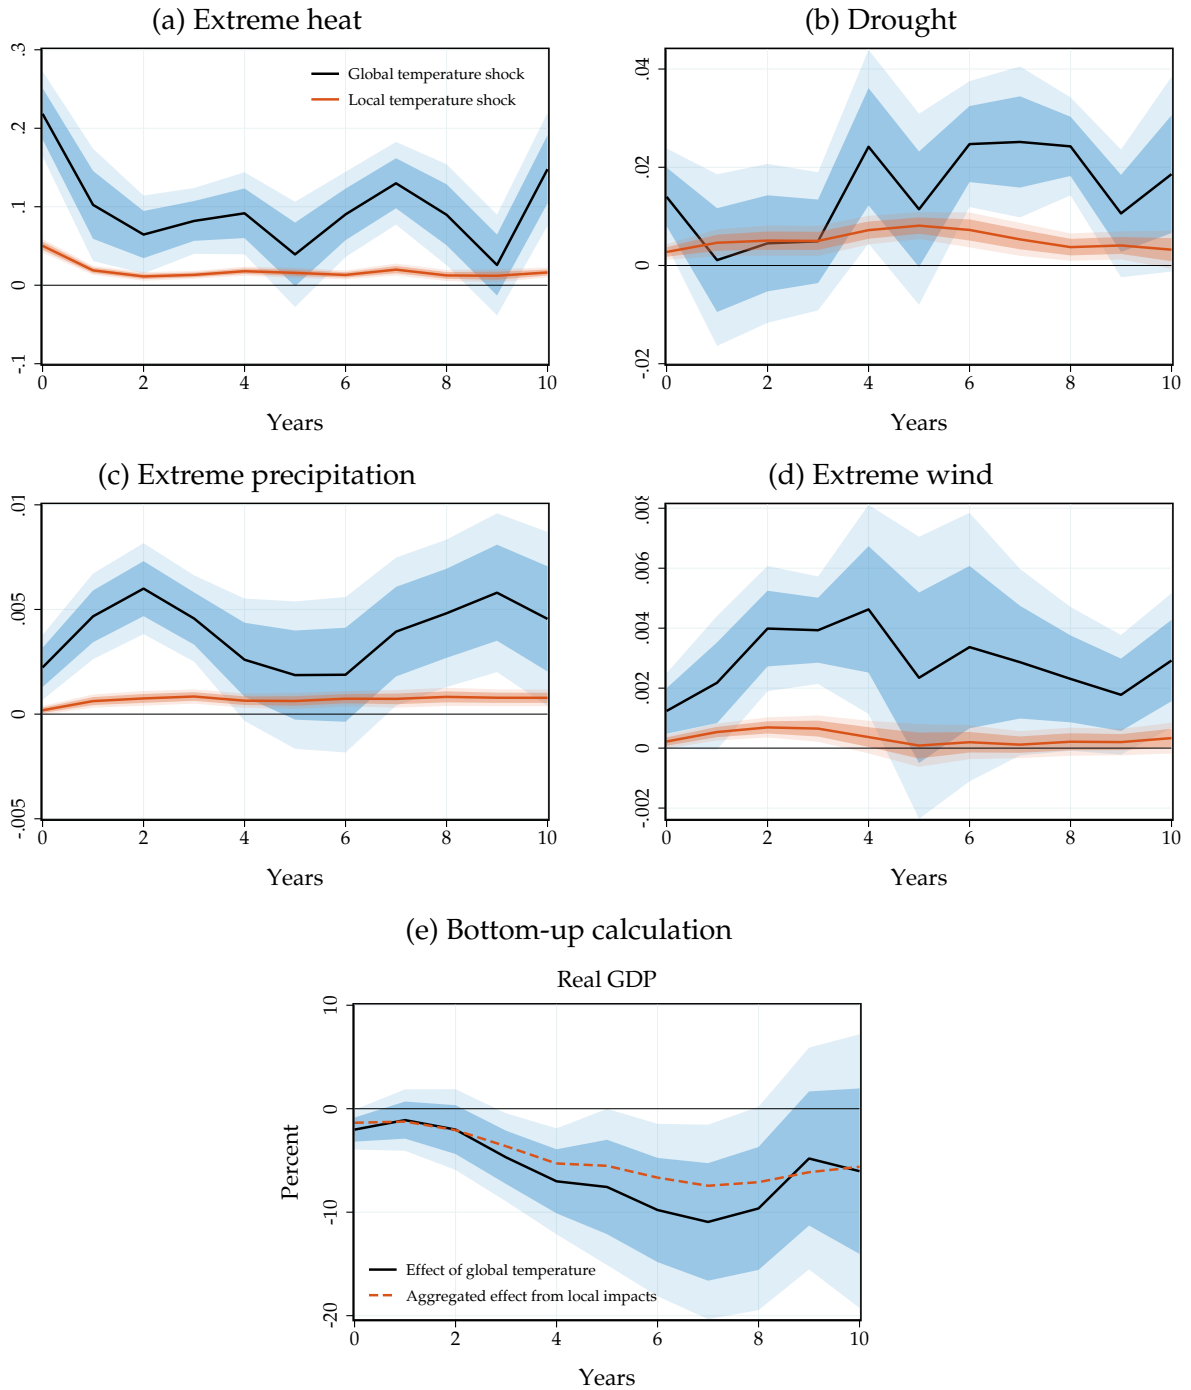 (a) Extreme heat
.3
.2
.1
0
-.1
Global temperature shock
Local temperature shock
0 2 4 6 8 10
Years
(b) Drought
.04
.02
0
-.02
0 2 4 6 8 10
Years
(c) Extreme precipitation
.01
.005
0
-.005
0 2 4 6 8 10
Years
(d) Extreme wind
.008
.006
.004
.002
0
-.002
0 2 4 6 8 10
Years
(e) Bottom-up calculation
Real GDP
Percent
10
0
-10
-20
Effect of global temperature
Aggregated effect from local impacts
0 2 4 6 8 10
Years